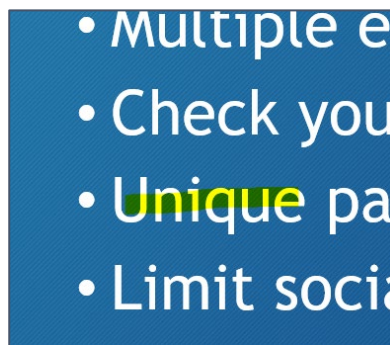 • Multiple e
• Check you
• Unique pa
• Limit socia